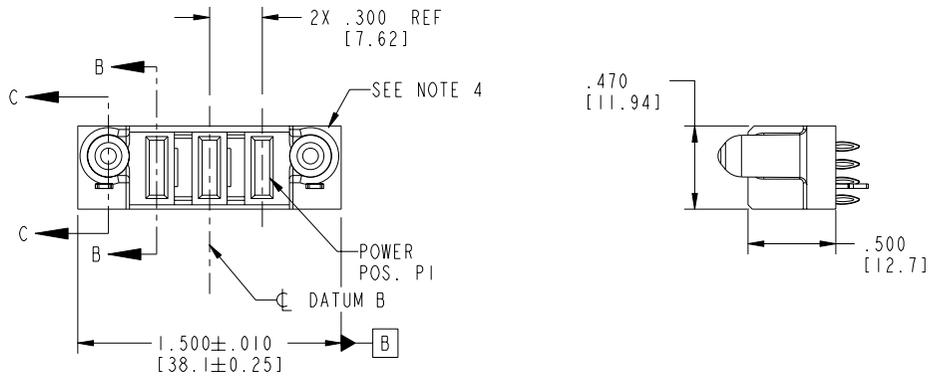 2X .300 REF
[7.62]
B
C
SEE NOTE 4
.470
[11.94]
C
B
POWER
POS. P1
.500
[12.7]
℄ DATUM B
1.500±.010
[38.1±0.25]
B